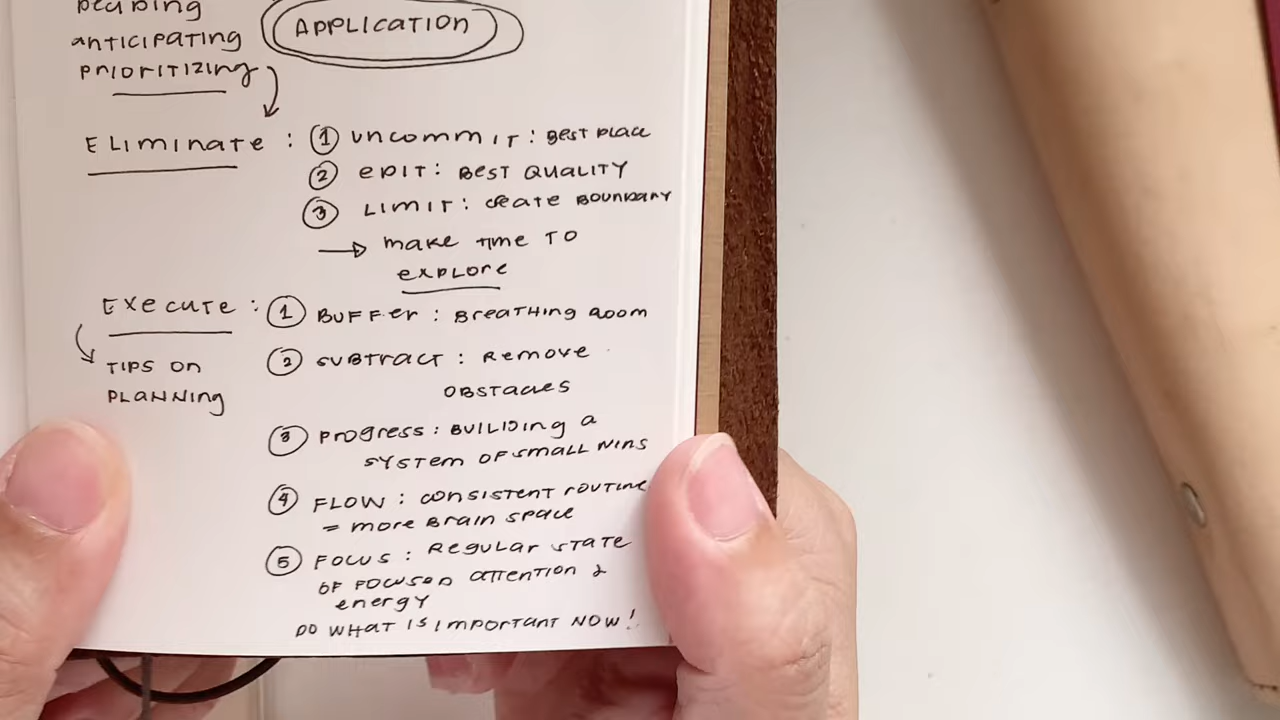 APPLICATION
anticipating
prioritizing
Eliminate : ① uncommit : Best place
② edit : Best quality
③ Limit : create boundary
→ make time to
explore
Execute : ① Buffer : Breathing room
② subtract : Remove
Tips on
obstacles
planning
③ progress : Building a
system of small wins
④ Flow : consistent routine
= more brain space
⑤ Focus : Regular state
of focused attention &
energy
Do what is important now!